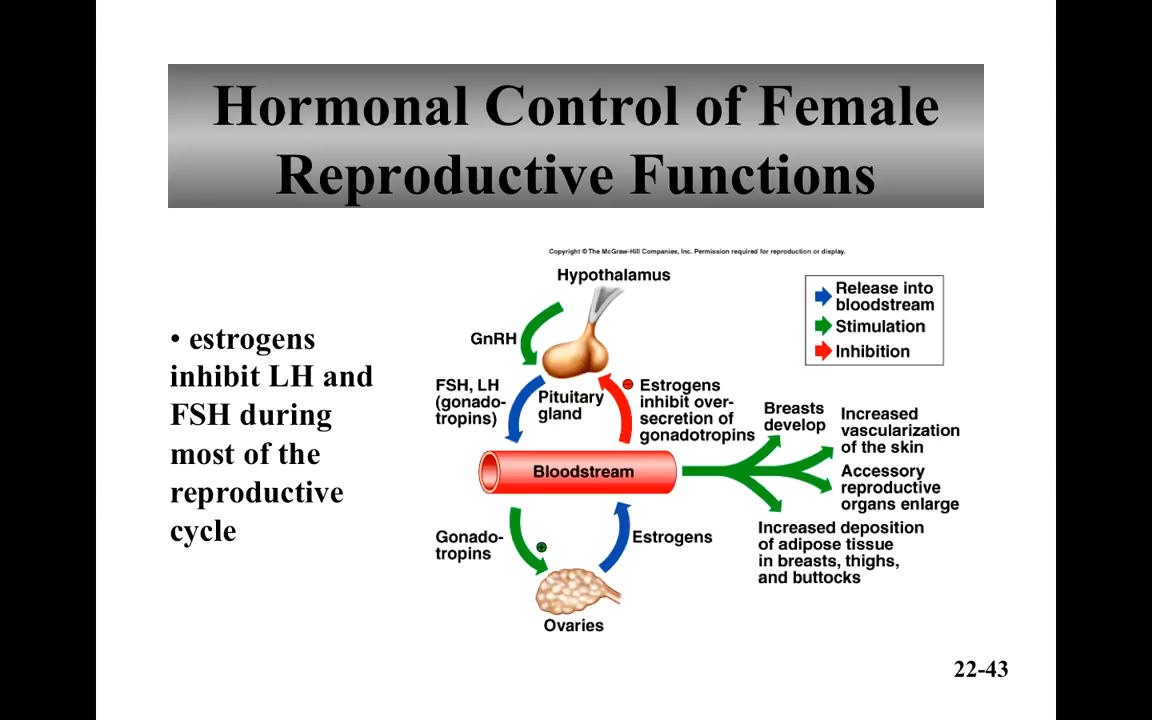 Hormonal Control of Female
Reproductive Functions
• estrogens
inhibit LH and
FSH during
most of the
reproductive
cycle
Copyright © The McGraw-Hill Companies, Inc. Permission required for reproduction or display.
Hypothalamus
Release into
bloodstream
Stimulation
Inhibition
GnRH
FSH, LH
(gonado-
tropins)
Pituitary
gland
Estrogens
inhibit over-
secretion of
gonadotropins
Breasts
develop
Increased
vascularization
of the skin
Bloodstream
Accessory
reproductive
organs enlarge
Gonado-
tropins
Estrogens
Increased deposition
of adipose tissue
in breasts, thighs,
and buttocks
Ovaries
22-43